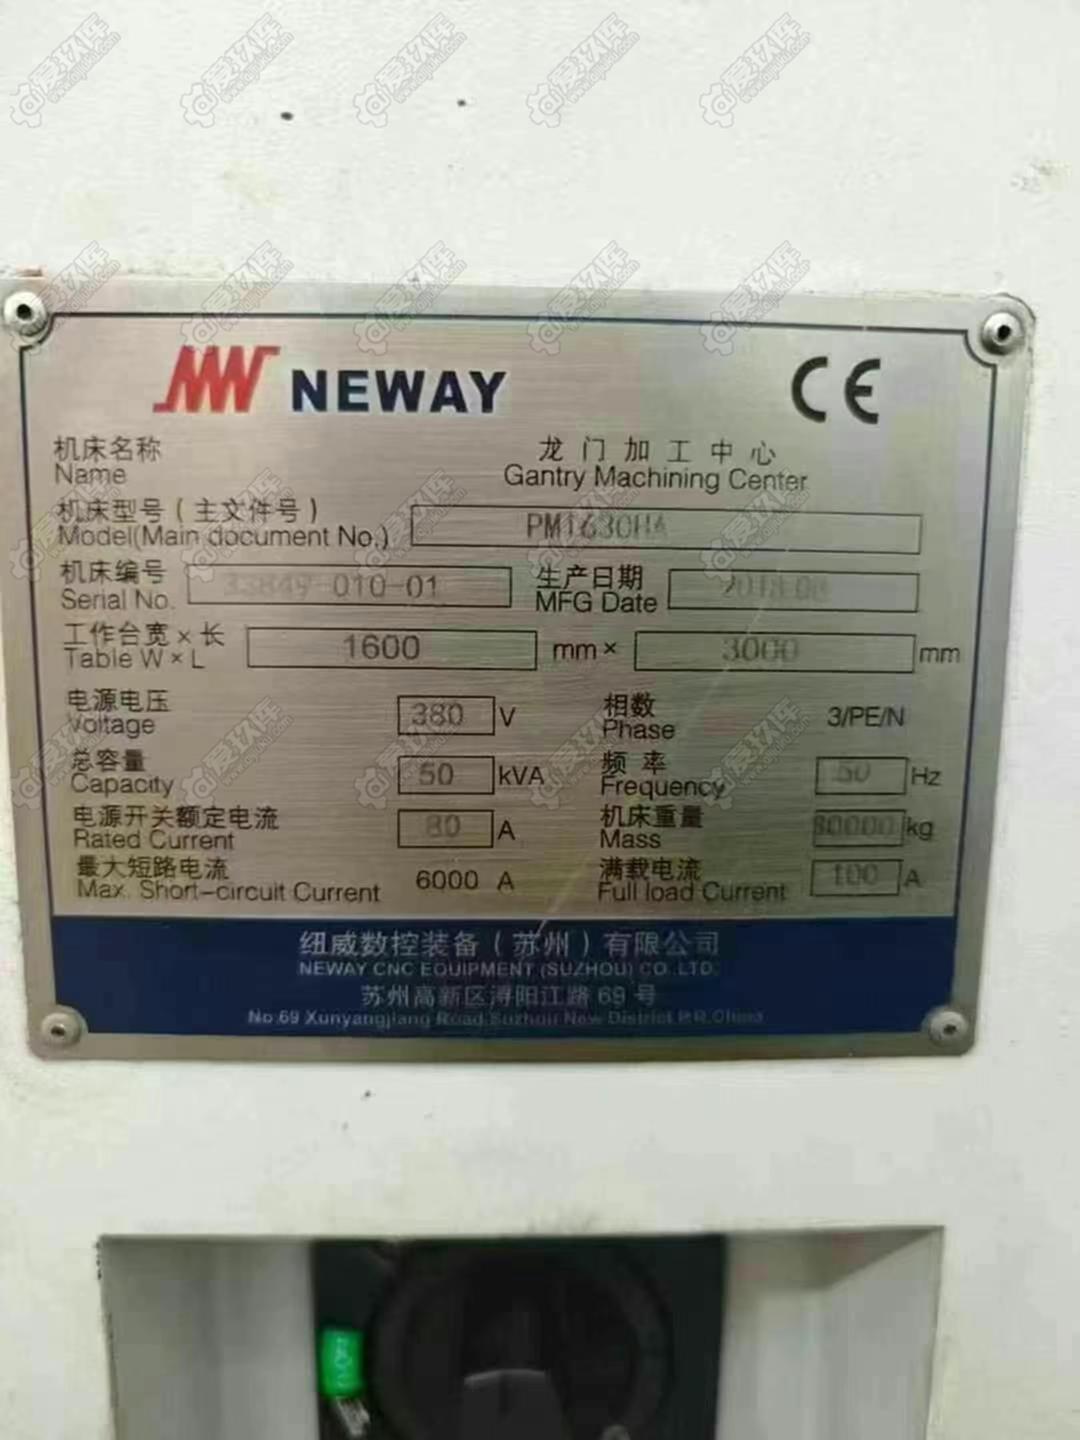 NEWAY CE
机床名称 龙门加工中心
Name Gantry Machining Center
机床型号(主文件号)
Model(Main document No.) PM1630HA
机床编号 33849-010-01 生产日期
Serial No. MFG Date
工作台宽×长 1600 mm× 3000 mm
Table W×L
电源电压 380 V 相数 3/PE/N
Voltage Phase
总容量 50 kVA 频率 50 Hz
Capacity Frequency
电源开关额定电流 80 A 机床重量 kg
Rated Current Mass
最大短路电流 6000 A 满载电流 100 A
Max. Short-circuit Current Full load Current
纽威数控装备(苏州)有限公司
NEWAY CNC EQUIPMENT (SUZHOU) CO.,LTD.
苏州高新区浔阳江路69号
No.69 Xunyangjiang Road,Suzhou New District,P.R.China
爱玖库